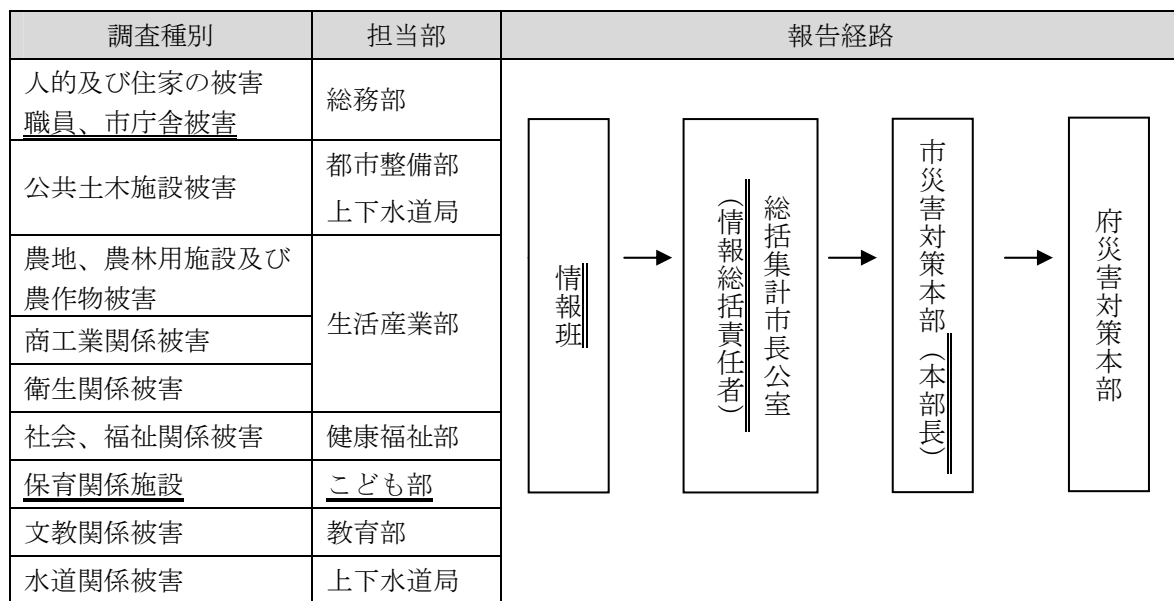 調査種別 担当部 報告経路
人的及び住家の被害
職員、市庁舎被害
総務部
公共土木施設被害
都市整備部
上下水道局
農地、農林用施設及び
農作物被害
商工業関係被害
衛生関係被害
生活産業部
社会、福祉関係被害
健康福祉部
保育関係施設
こども部
文教関係被害
教育部
水道関係被害
上下水道局
情報班
総括集計市長公室
（情報総括責任者）
市災害対策本部（本部長）
府災害対策本部